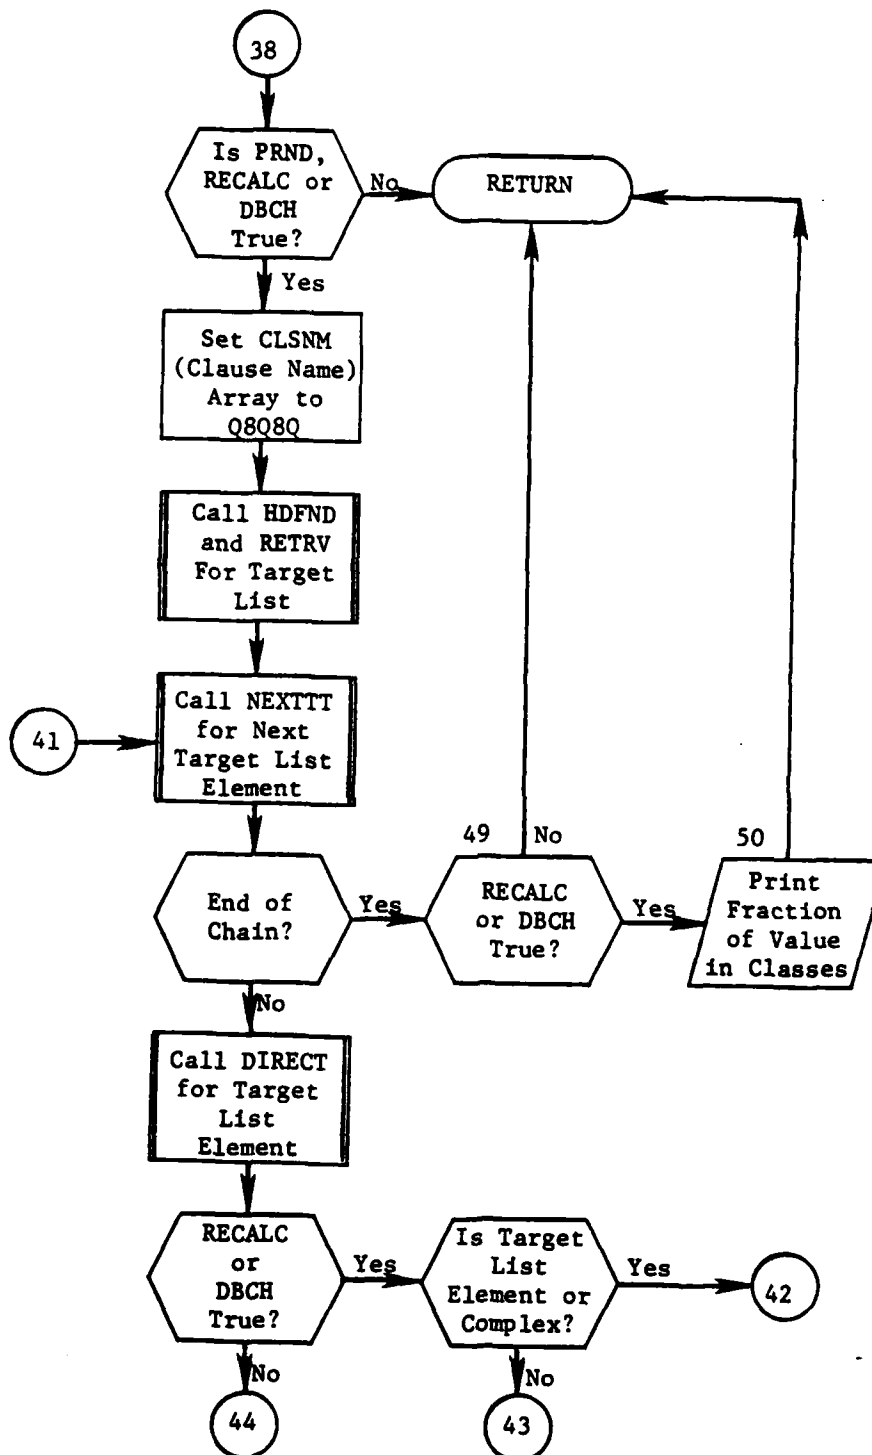 38
Is PRND,
RECALC or
DBCH
True?
No
RETURN
Yes
Set CLSNM
(Clause Name)
Array to
Q8Q8Q
Call HDFND
and RETRV
For Target
List
41
Call NEXTTT
for Next
Target List
Element
End of
Chain?
Yes
49
No
RECALC
or DBCH
True?
Yes
50
Print
Fraction
of Value
in Classes
No
Call DIRECT
for Target
List
Element
RECALC
or
DBCH
True?
Yes
Is Target
List
Element or
Complex?
Yes
42
No
44
No
43